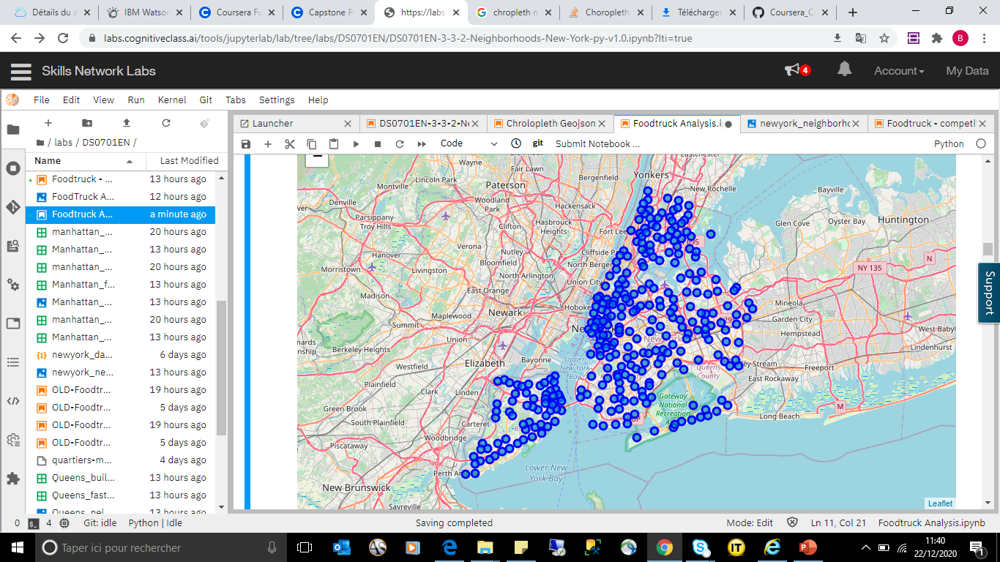 Détails du s
IBM Watson
Coursera Fu
Capstone P
https://labs
chropleth m
Choropleth
Télécharger
Coursera_C
labs.cognitiveclass.ai/tools/jupyterlab/lab/tree/labs/DS0701EN/DS0701EN-3-3-2-Neighborhoods-New-York-py-v1.0.ipynb?lti=true
B
Skills Network Labs
4
Account
My Data
File Edit View Run Kernel Git Tabs Settings Help
Launcher
DS0701EN-3-3-2-Ne
Chrolopleth Geojson
Foodtruck Analysis.i
newyork_neighborho
Foodtruck - competi
/ labs / DS0701EN /
Code
git
Submit Notebook ...
Python
Name Last Modified
Foodtruck - ... 13 hours ago
FoodTruck A... 12 hours ago
Foodtruck A... a minute ago
manhattan_... 20 hours ago
Manhattan_... 13 hours ago
manhattan_... 20 hours ago
Manhattan_f... 13 hours ago
Manhattan_... 13 hours ago
manhattan_... 20 hours ago
Manhattan_... 13 hours ago
newyork_da... 6 days ago
newyork_ne... 13 hours ago
OLD-Foodtr... 19 hours ago
OLD-Foodtr... 5 days ago
OLD-Foodtr... 19 hours ago
OLD-Foodtr... 5 days ago
quartiers-m... 4 days ago
Queens_buil... 13 hours ago
Queens_fast... 13 hours ago
Queens_nei... 13 hours ago
−
Wayne
Fair Lawn
Eastchester
Lincoln Park
Paterson
Bergenfield
Yonkers
New Rochelle
Montville
Bayville
Denville
Woodland Park
Hackensack
Glen Cove
Oyster Bay
Huntington
Parsippany-Troy Hills
Clifton
Hasbrouck Heights
Fort Lee
695
Verona
Nutley
Cliffside Park
Hanover
Bloomfield
North Bergen
N
Morristown
Livingston
North Arlington
Union City
NY 135
East Orange
Madison
Hoboken
Mineola
Maplewood
Newark
Garden City
Summit
Hempstead
West Babylon
Union
Lindenhurst
Berkeley Heights
Elizabeth
Bayonne
Upper New York Bay
Queens County
Valley Stream
Freeport
Westfield
East Rockaway
Plainfield
Clark
Linden
Green Brook
Gateway National Recreation Area
M
South Plainfield
Carteret
Long Beach
Woodbridge
Piscataway
Lower New York Bay
Perth Am
New Brunswick
Sayreville
Leaflet
Support
0
4
Git: idle
Python | Idle
Saving completed
Mode: Edit
Ln 11, Col 21
Foodtruck Analysis.ipynb
Taper ici pour rechercher
IT
11:40
22/12/2020
1